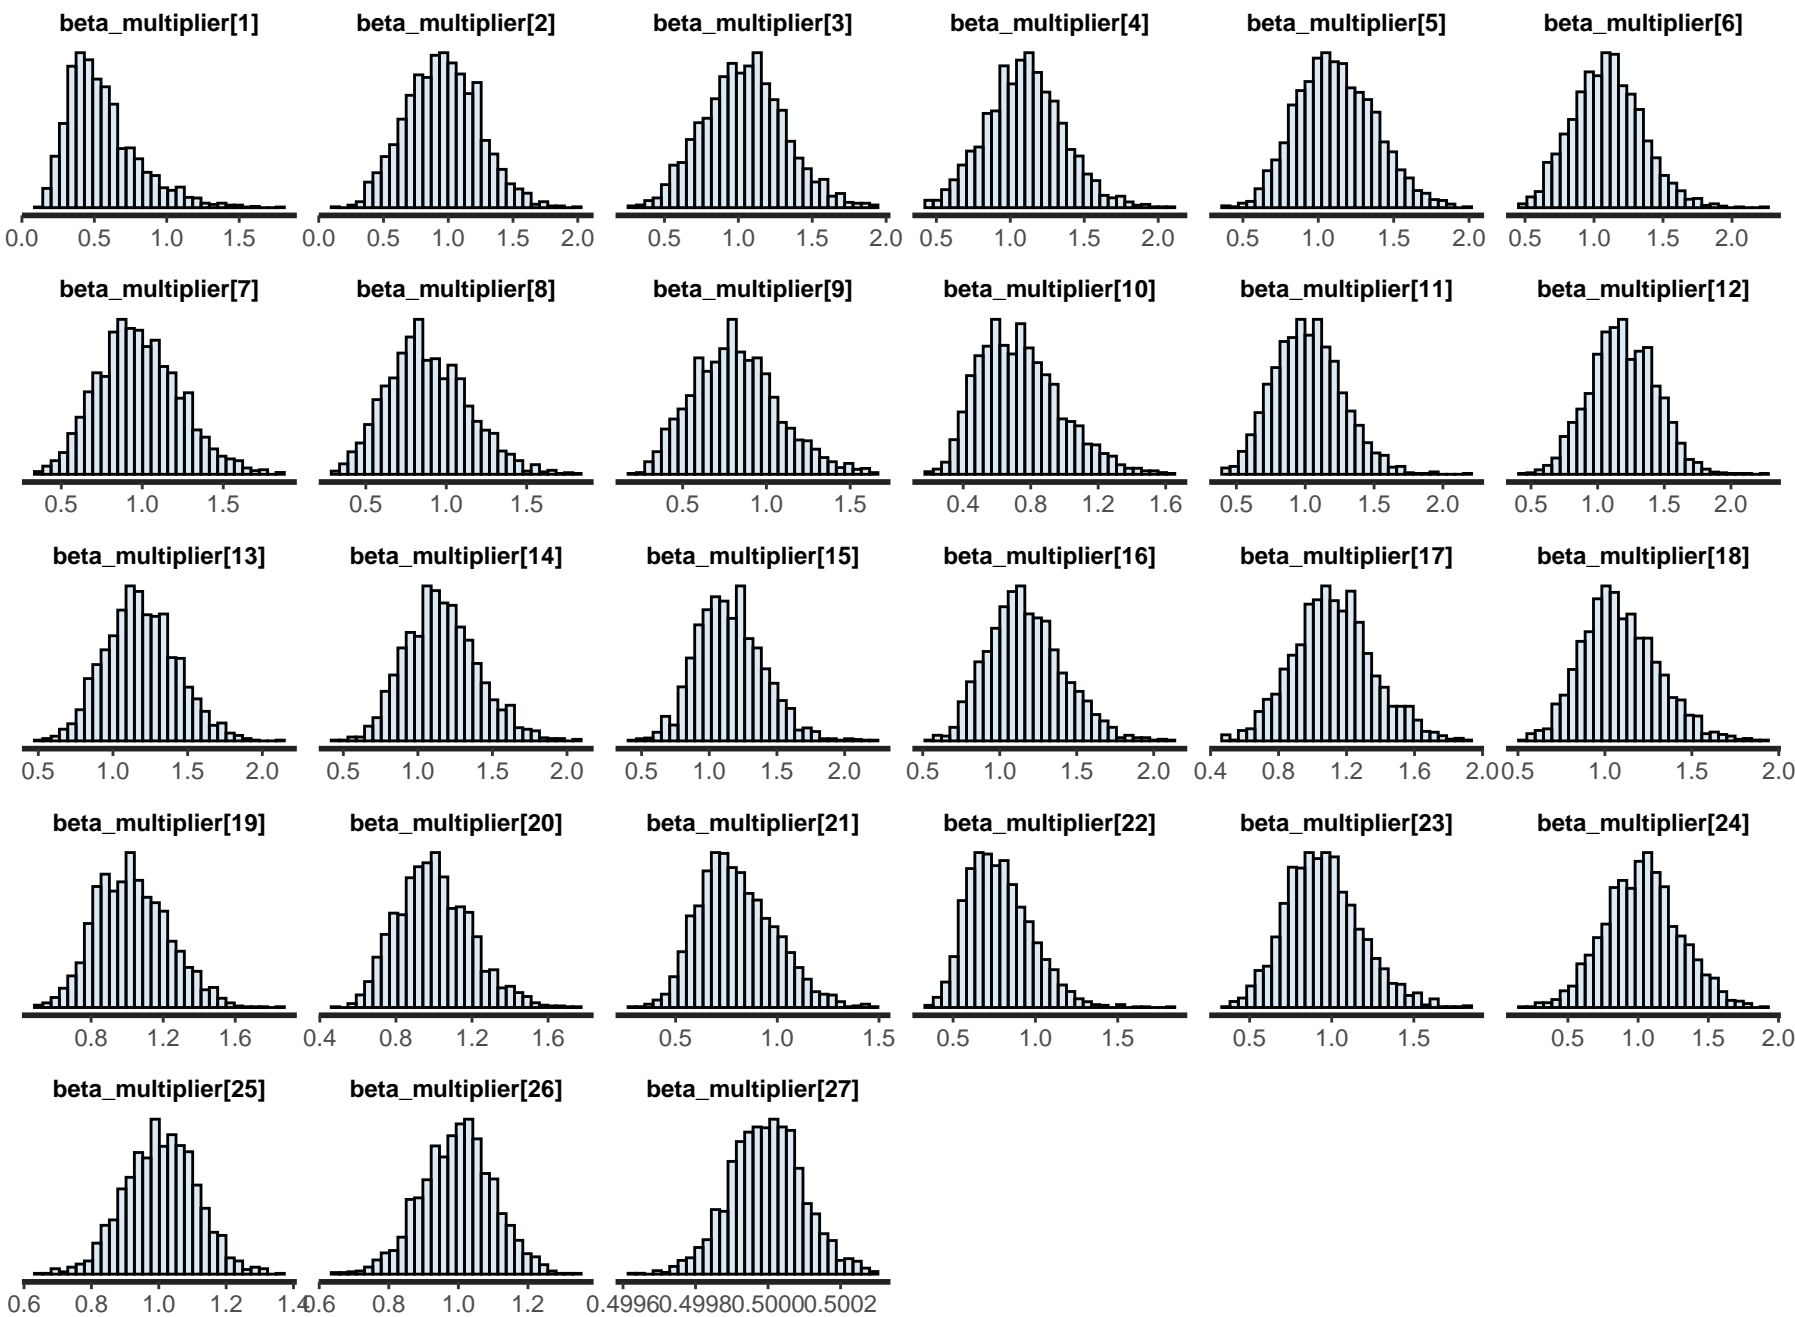 beta_multiplier[1] beta_multiplier[2] beta_multiplier[3] beta_multiplier[4] beta_multiplier[5] beta_multiplier[6]
0.0 0.5 1.0 1.5 0.0 0.5 1.0 1.5 2.0 0.5 1.0 1.5 2.0 0.5 1.0 1.5 2.0 0.5 1.0 1.5 2.0 0.5 1.0 1.5 2.0
beta_multiplier[7] beta_multiplier[8] beta_multiplier[9] beta_multiplier[10] beta_multiplier[11] beta_multiplier[12]
0.5 1.0 1.5 0.5 1.0 1.5 0.5 1.0 1.5 0.4 0.8 1.2 1.6 0.5 1.0 1.5 2.0 0.5 1.0 1.5 2.0
beta_multiplier[13] beta_multiplier[14] beta_multiplier[15] beta_multiplier[16] beta_multiplier[17] beta_multiplier[18]
0.5 1.0 1.5 2.0 0.5 1.0 1.5 2.0 0.5 1.0 1.5 2.0 0.5 1.0 1.5 2.0 0.4 0.8 1.2 1.6 2.0 0.5 1.0 1.5 2.0
beta_multiplier[19] beta_multiplier[20] beta_multiplier[21] beta_multiplier[22] beta_multiplier[23] beta_multiplier[24]
0.8 1.2 1.6 0.4 0.8 1.2 1.6 0.5 1.0 1.5 0.5 1.0 1.5 0.5 1.0 1.5 0.5 1.0 1.5 2.0
beta_multiplier[25] beta_multiplier[26] beta_multiplier[27]
0.6 0.8 1.0 1.2 1.4 0.6 0.8 1.0 1.2 0.4996 0.4998 0.5000 0.5002